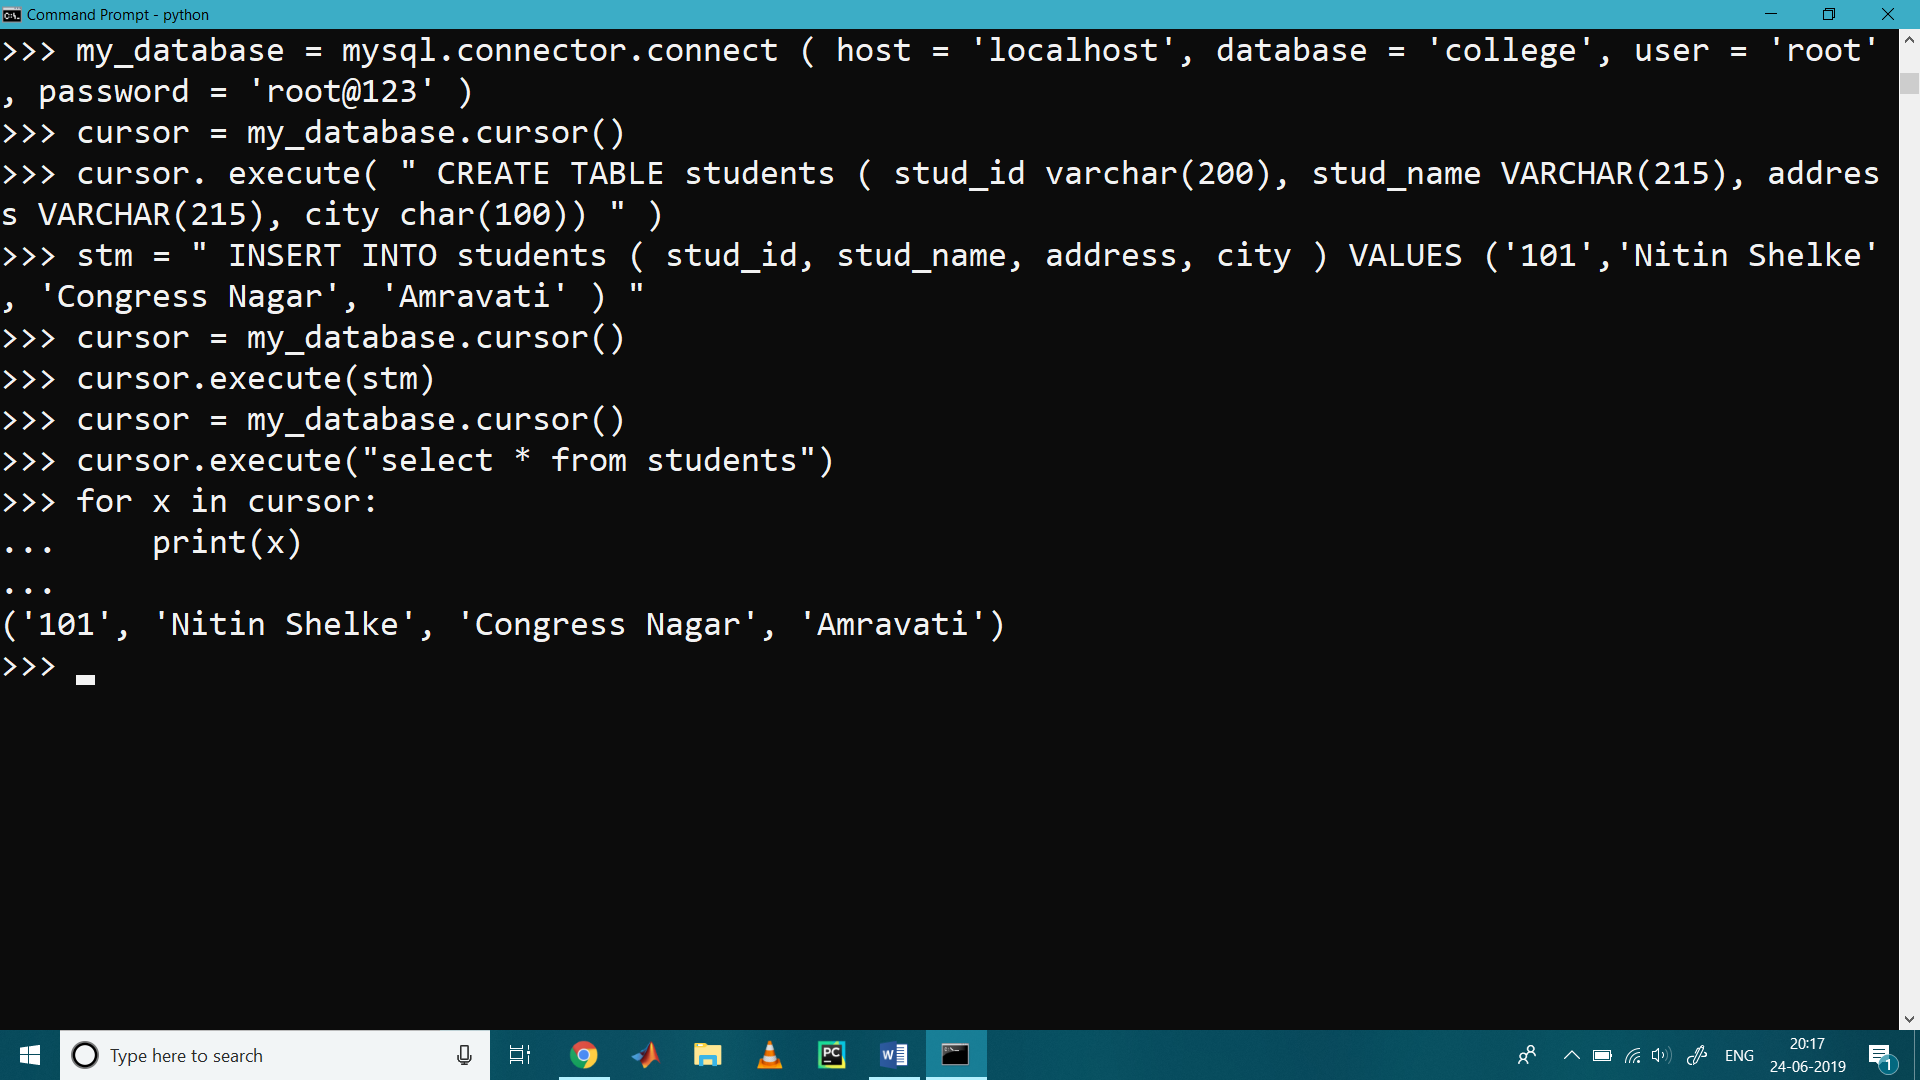 Command Prompt - python
>>> my_database = mysql.connector.connect ( host = 'localhost', database = 'college', user = 'root'
, password = 'root@123' )
>>> cursor = my_database.cursor()
>>> cursor. execute( " CREATE TABLE students ( stud_id varchar(200), stud_name VARCHAR(215), addres
s VARCHAR(215), city char(100)) " )
>>> stm = " INSERT INTO students ( stud_id, stud_name, address, city ) VALUES ('101','Nitin Shelke'
, 'Congress Nagar', 'Amravati' ) "
>>> cursor = my_database.cursor()
>>> cursor.execute(stm)
>>> cursor = my_database.cursor()
>>> cursor.execute("select * from students")
>>> for x in cursor:
...     print(x)
...
('101', 'Nitin Shelke', 'Congress Nagar', 'Amravati')
>>>
Type here to search
PC
W
ENG
20:17
24-06-2019
1